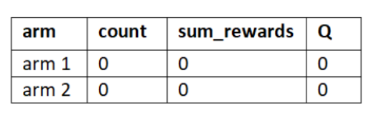 arm count sum_rewards Q
arm 1 0 0 0
arm 2 0 0 0